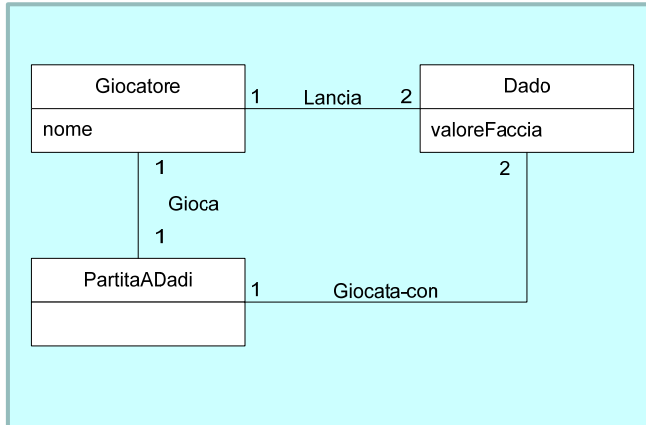 Giocatore
nome
1
Lancia
2
Dado
valoreFaccia
1
Gioca
1
2
PartitaADadi
1
Giocata-con